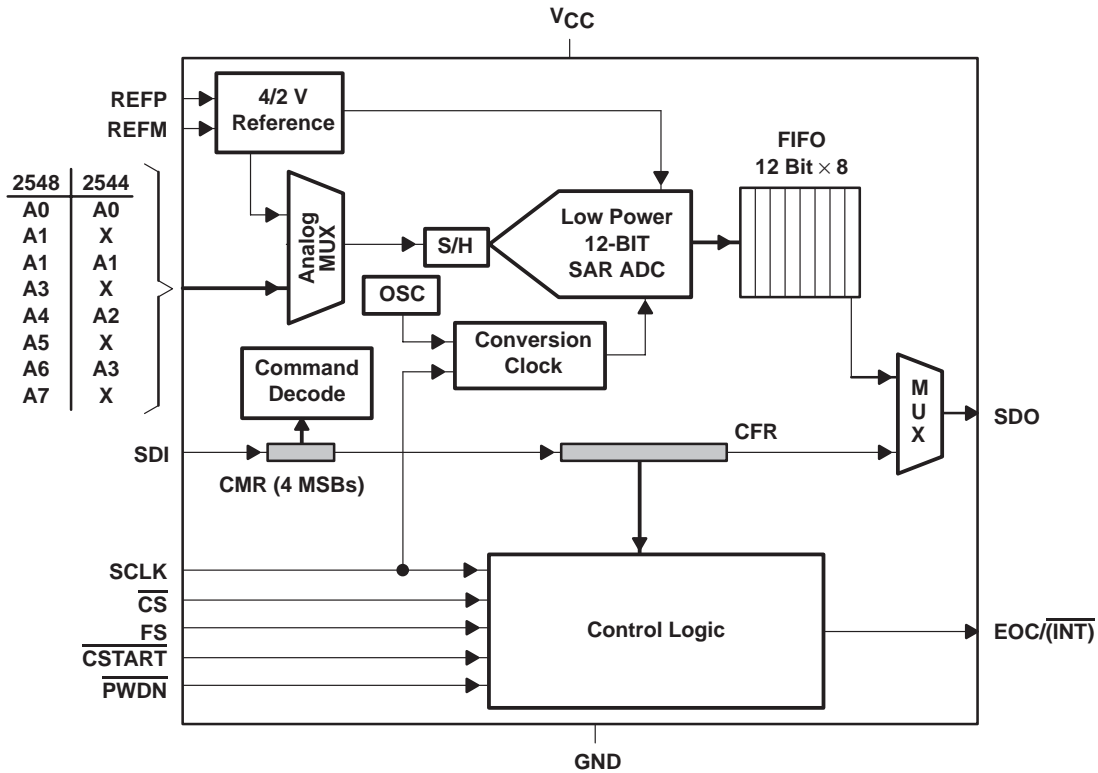 VCC
REFP
REFM
4/2 V
Reference
FIFO
12 Bit × 8
2548 2544
A0 A0
A1 X
A1 A1
A3 X
A4 A2
A5 X
A6 A3
A7 X
Analog
MUX
S/H
Low Power
12-BIT
SAR ADC
OSC
Conversion
Clock
Command
Decode
M
U
X
SDO
SDI
CMR (4 MSBs)
CFR
SCLK
CS
FS
CSTART
PWDN
Control Logic
EOC/(INT)
GND